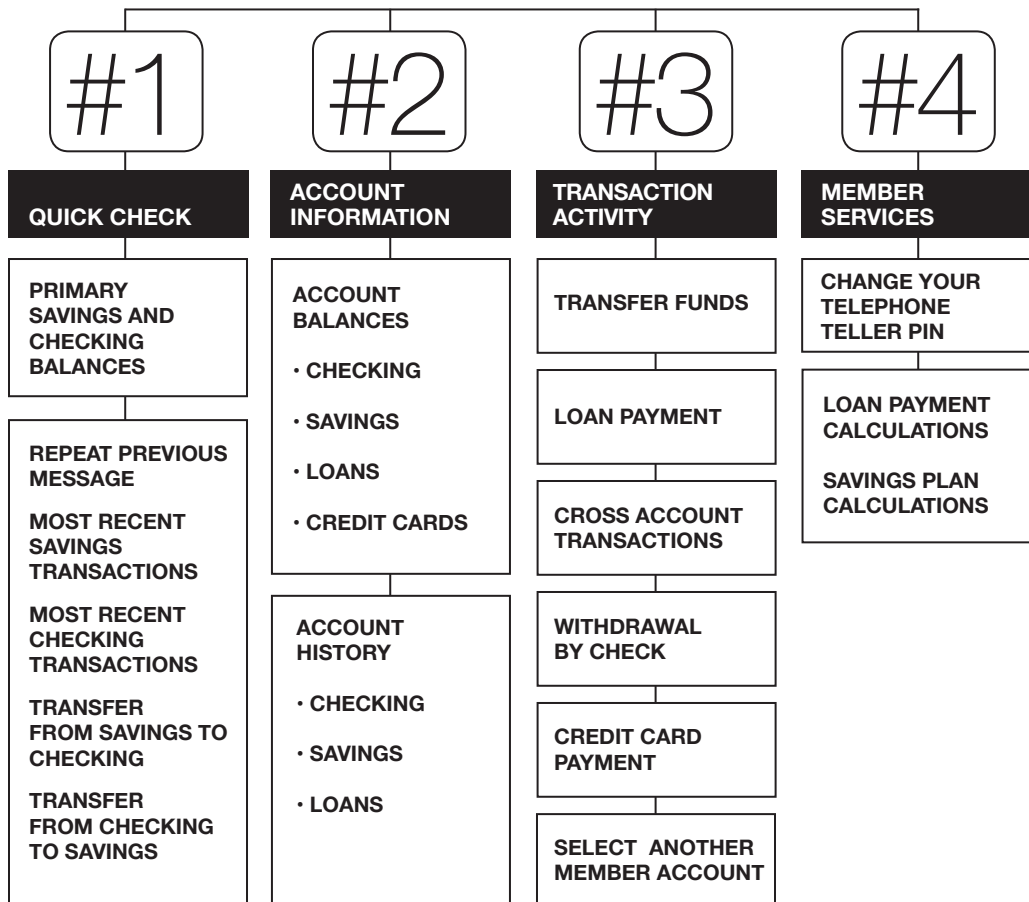 #1
QUICK CHECK
PRIMARY
SAVINGS AND
CHECKING
BALANCES
REPEAT PREVIOUS
MESSAGE
MOST RECENT
SAVINGS
TRANSACTIONS
MOST RECENT
CHECKING
TRANSACTIONS
TRANSFER
FROM SAVINGS TO
CHECKING
TRANSFER
FROM CHECKING
TO SAVINGS
#2
ACCOUNT
INFORMATION
ACCOUNT
BALANCES
· CHECKING
· SAVINGS
· LOANS
· CREDIT CARDS
ACCOUNT
HISTORY
· CHECKING
· SAVINGS
· LOANS
#3
TRANSACTION
ACTIVITY
TRANSFER FUNDS
LOAN PAYMENT
CROSS ACCOUNT
TRANSACTIONS
WITHDRAWAL
BY CHECK
CREDIT CARD
PAYMENT
SELECT ANOTHER
MEMBER ACCOUNT
#4
MEMBER
SERVICES
CHANGE YOUR
TELEPHONE
TELLER PIN
LOAN PAYMENT
CALCULATIONS
SAVINGS PLAN
CALCULATIONS